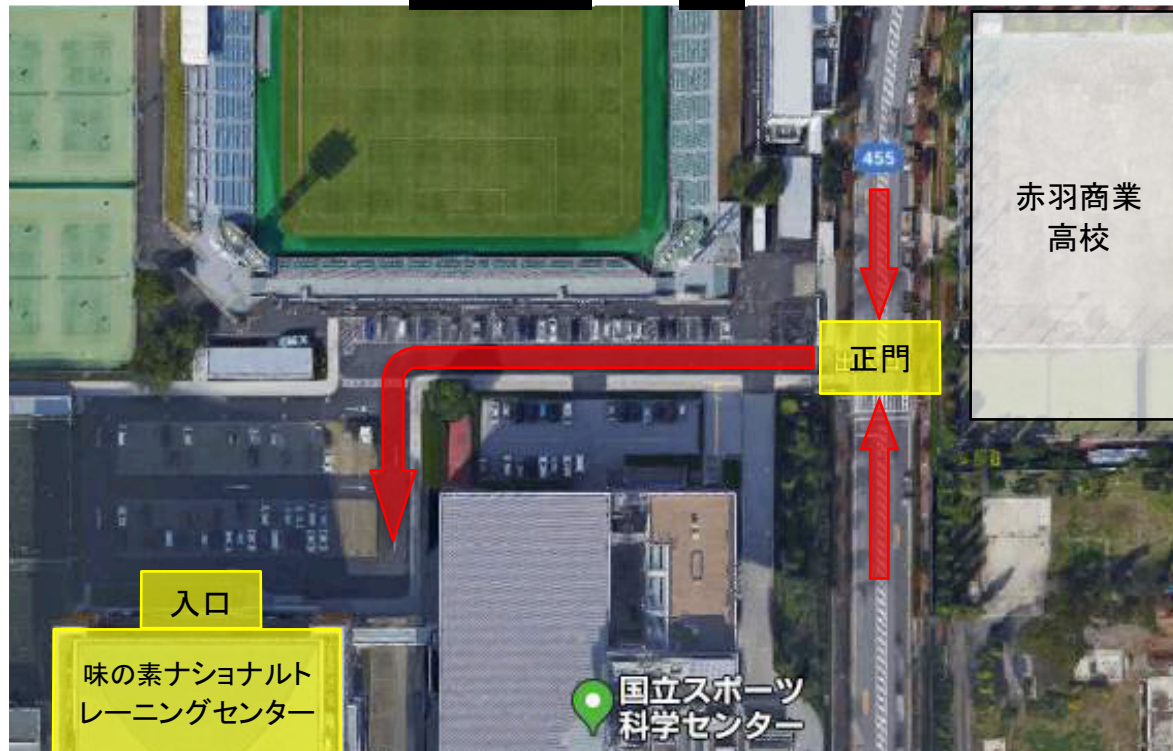 455
赤羽商業
高校
正門
入口
味の素ナショナルト
レーニングセンター
国立スポーツ
科学センター